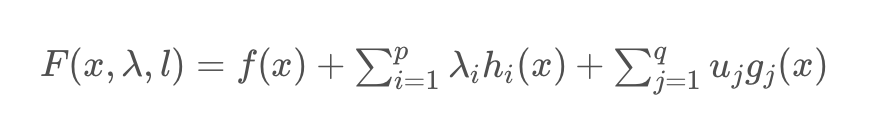 F(x, λ, l) = f(x) + ∑_{i=1}^{p} λ_i h_i(x) + ∑_{j=1}^{q} u_j g_j(x)